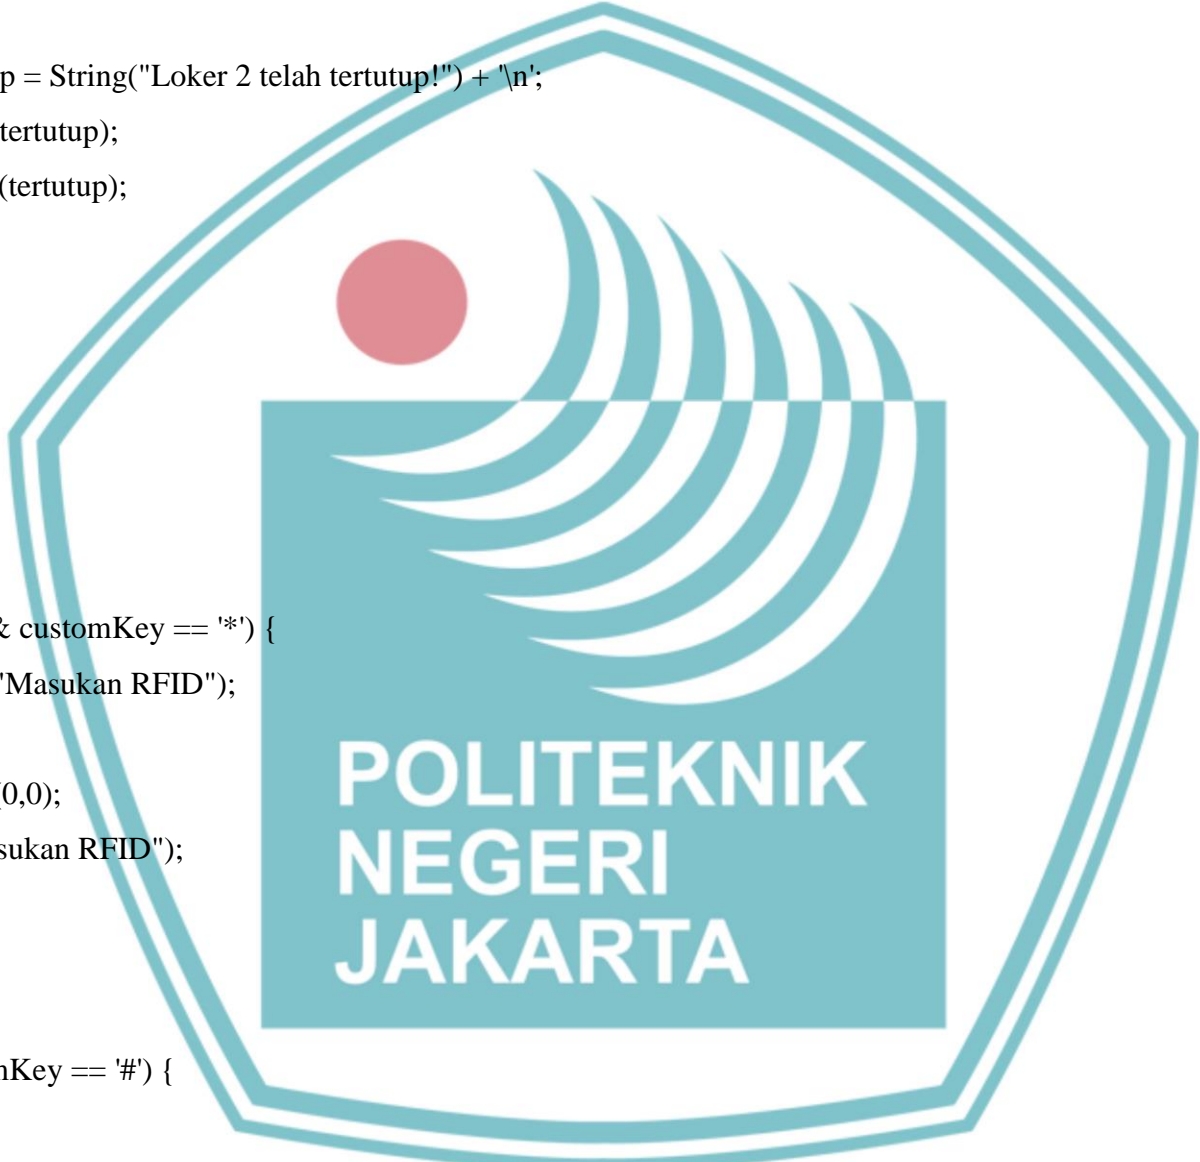 p = String("Loker 2 telah tertutup!") + '\n';
tertutup);
(tertutup);
& customKey == '*') {
"Masukan RFID");
(0,0);
sukan RFID");
POLITEKNIK
NEGERI
JAKARTA
nKey == '#') {